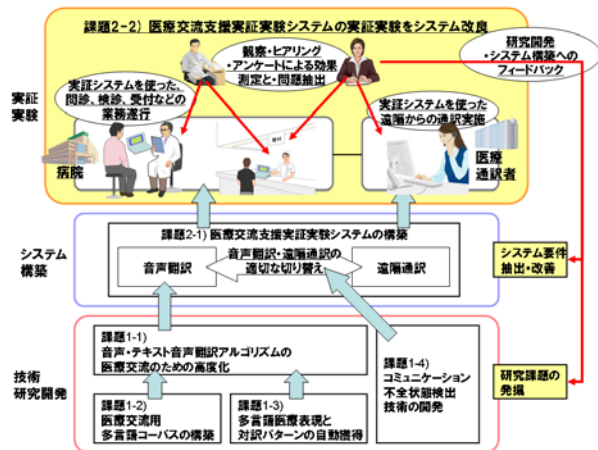 課題2-2) 医療交流支援実証実験システムの実証実験をシステム改良
観察・ヒアリング
・アンケートによる効果
測定と・問題抽出
研究開発
・システム構築への
フィードバック
実証システムを使った、
問診、検診、受付などの
業務遂行
実証システムを使った
遠隔からの通訳実施
実証
実験
受付
病院
医療
通訳者
課題2-1) 医療交流支援実証実験システムの構築
システム
構築
音声翻訳
音声翻訳・遠隔通訳の
適切な切り替え
遠隔通訳
システム要件
抽出・改善
課題1-1)
音声・テキスト音声翻訳アルゴリズムの
医療交流のための高度化
課題1-4)
コミュニケーション
不全状態検出
技術の開発
技術
研究開発
研究課題
の発掘
課題1-2)
医療交流用
多言語コーパスの構築
課題1-3)
多言語医療表現と
対訳パターンの自動獲得